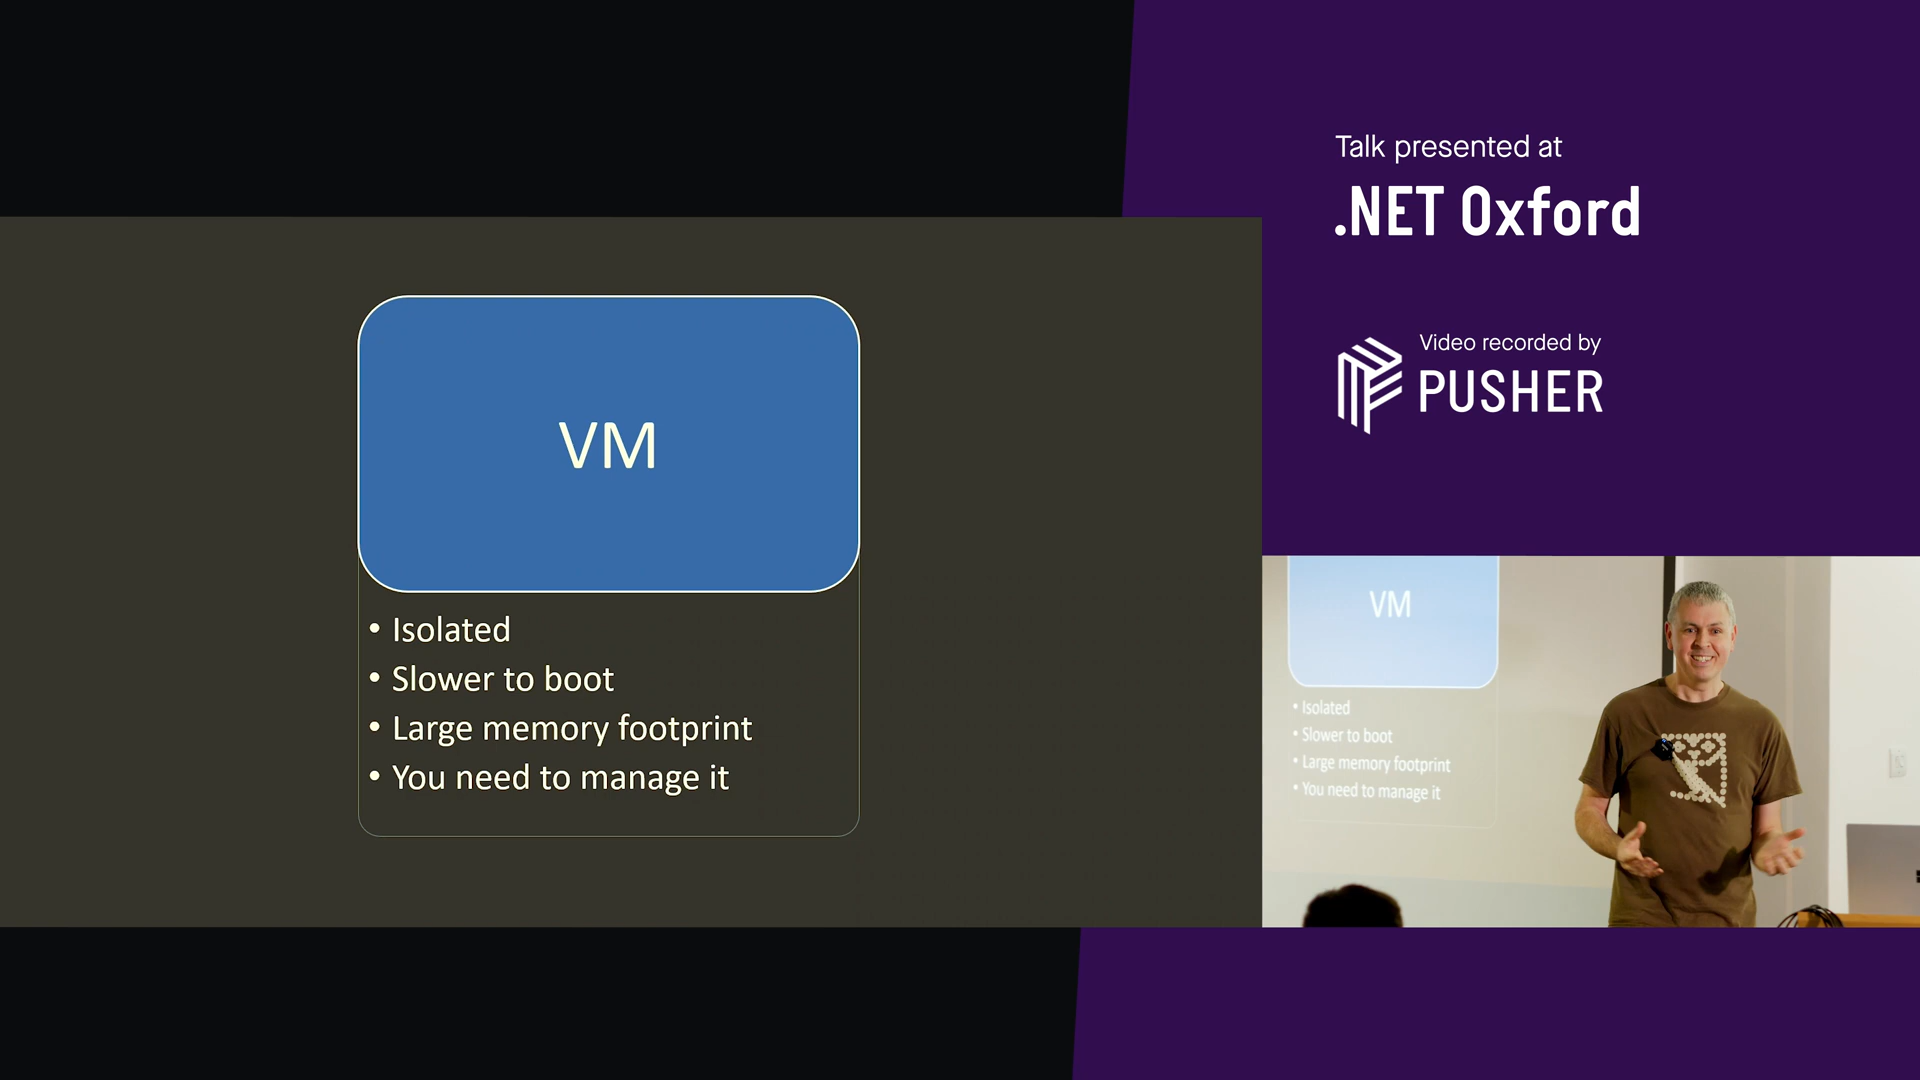 VM
• Isolated
• Slower to boot
• Large memory footprint
• You need to manage it
Talk presented at
.NET Oxford
Video recorded by
PUSHER
VM
• Isolated
• Slower to boot
• Large memory footprint
• You need to manage it